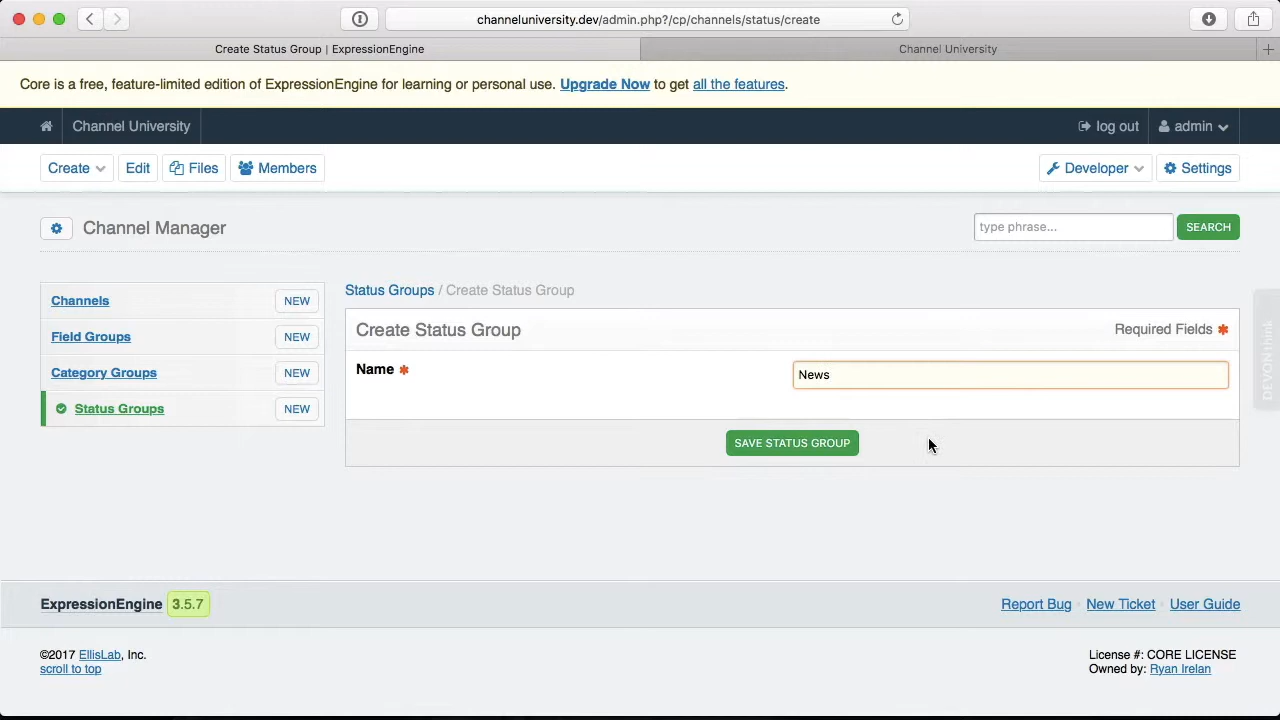 channeluniversity.dev/admin.php?/cp/channels/status/create
Create Status Group | ExpressionEngine
Channel University
Core is a free, feature-limited edition of ExpressionEngine for learning or personal use. Upgrade Now to get all the features.
Channel University
log out
admin
Create
Edit
Files
Members
Developer
Settings
Channel Manager
type phrase...
SEARCH
Channels NEW
Field Groups NEW
Category Groups NEW
Status Groups NEW
Status Groups / Create Status Group
Create Status Group
Required Fields *
Name *
News
SAVE STATUS GROUP
DEVONthink
ExpressionEngine 3.5.7
Report Bug · New Ticket · User Guide
©2017 EllisLab, Inc.
scroll to top
License #: CORE LICENSE
Owned by: Ryan Irelan